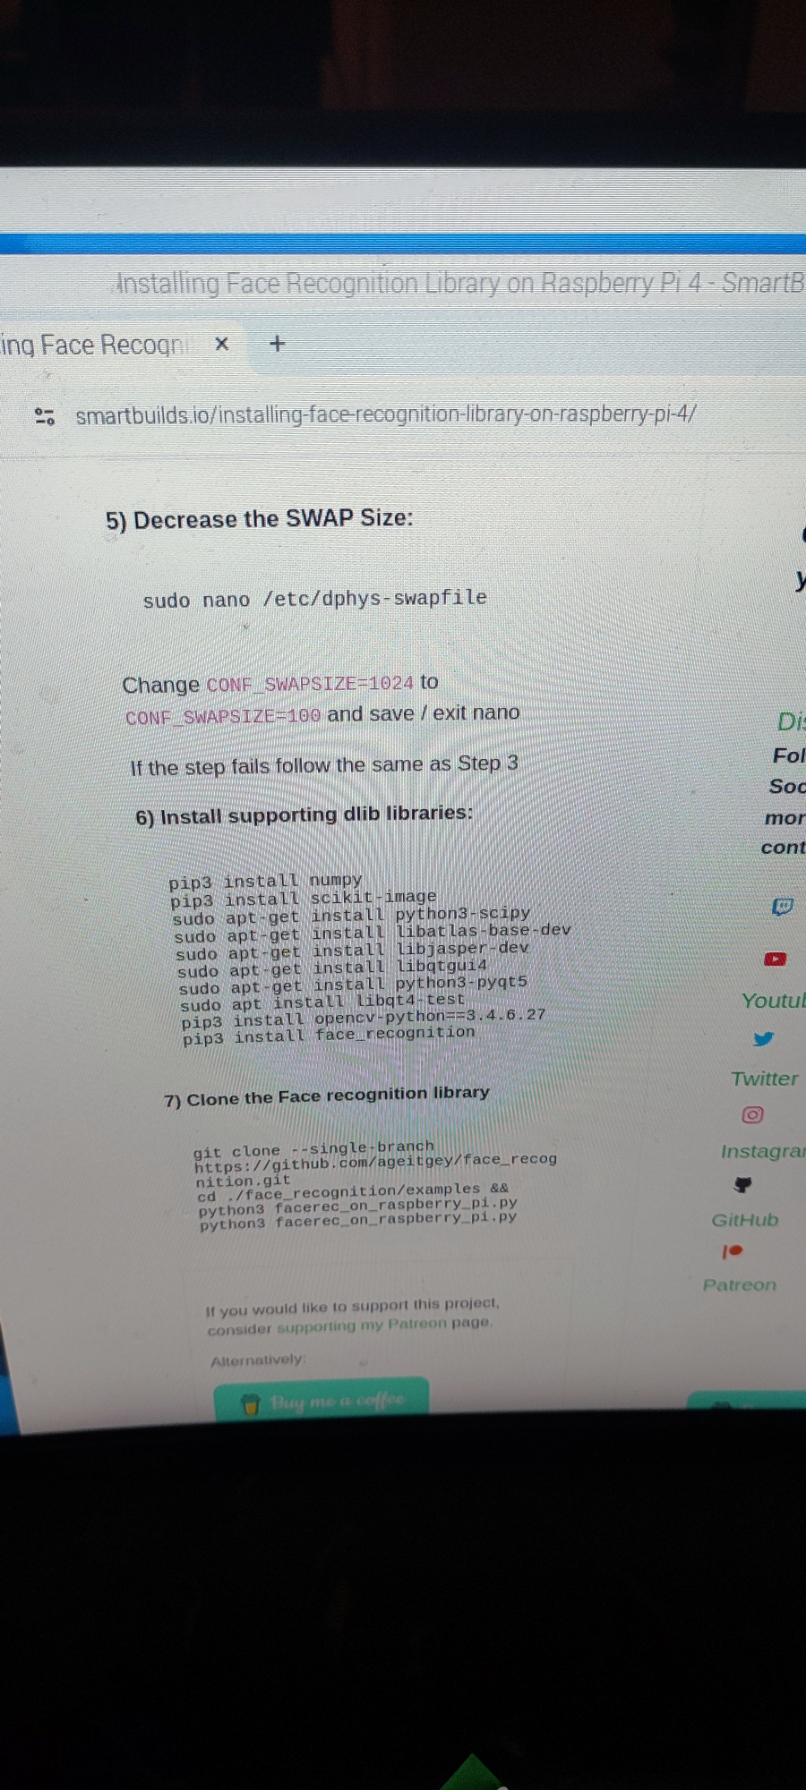 Installing Face Recognition Library on Raspberry Pi 4 - SmartB
ing Face Recogni
smartbuilds.io/installing-face-recognition-library-on-raspberry-pi-4/
5) Decrease the SWAP Size:
sudo nano /etc/dphys-swapfile
Change CONF_SWAPSIZE=1024 to
CONF_SWAPSIZE=100 and save / exit nano
If the step fails follow the same as Step 3
6) Install supporting dlib libraries:
pip3 install numpy
pip3 install scikit-image
sudo apt-get install python3-scipy
sudo apt-get install libatlas-base-dev
sudo apt-get install libjasper-dev
sudo apt-get install libqtgui4
sudo apt-get install python3-pyqt5
sudo apt install libqt4-test
pip3 install opencv-python==3.4.6.27
pip3 install face_recognition
7) Clone the Face recognition library
git clone --single-branch
https://github.com/ageitgey/face_recog
nition.git
cd ./face_recognition/examples &&
python3 facerec_on_raspberry_pi.py
python3 facerec_on_raspberry_pi.py
If you would like to support this project,
consider supporting my Patreon page.
Alternatively:
Buy me a coffee
y
Dis
Fol
Soc
mor
cont
Youtub
Twitter
Instagrar
GitHub
Patreon